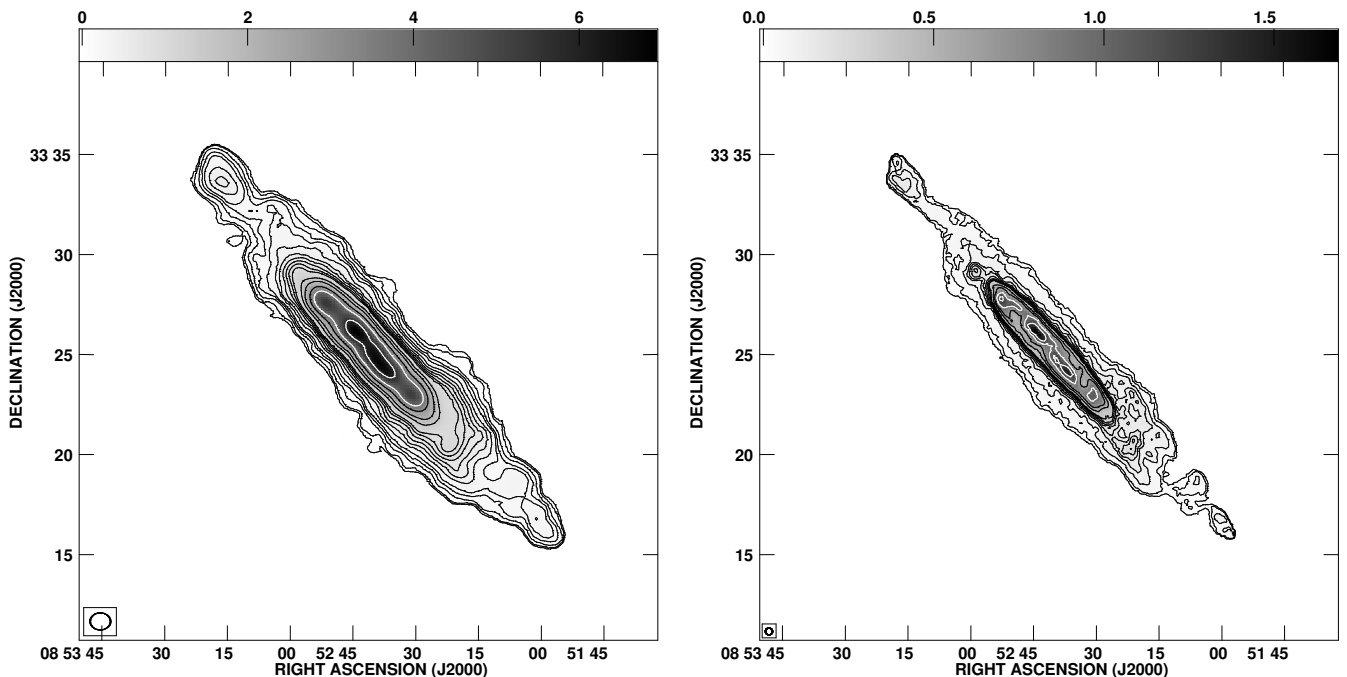 0 2 4 6
33 35
30
25
20
15
DECLINATION (J2000)
08 53 45 30 15 00 52 45 30 15 00 51 45
RIGHT ASCENSION (J2000)
0.0 0.5 1.0 1.5
33 35
30
25
20
15
DECLINATION (J2000)
08 53 45 30 15 00 52 45 30 15 00 51 45
RIGHT ASCENSION (J2000)